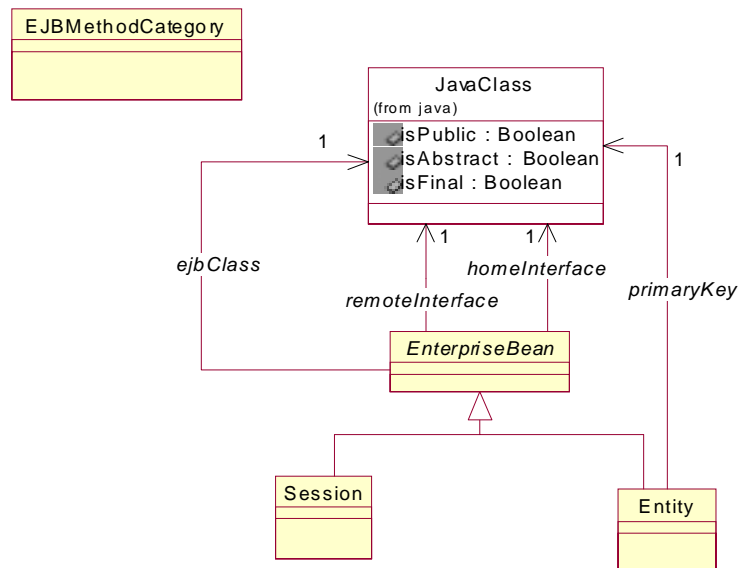 EJBMethodCategory
JavaClass
(from java)
isPublic : Boolean
isAbstract : Boolean
isFinal : Boolean
1
1
1
1
ejbClass
homeInterface
remoteInterface
primaryKey
EnterpriseBean
Session
Entity